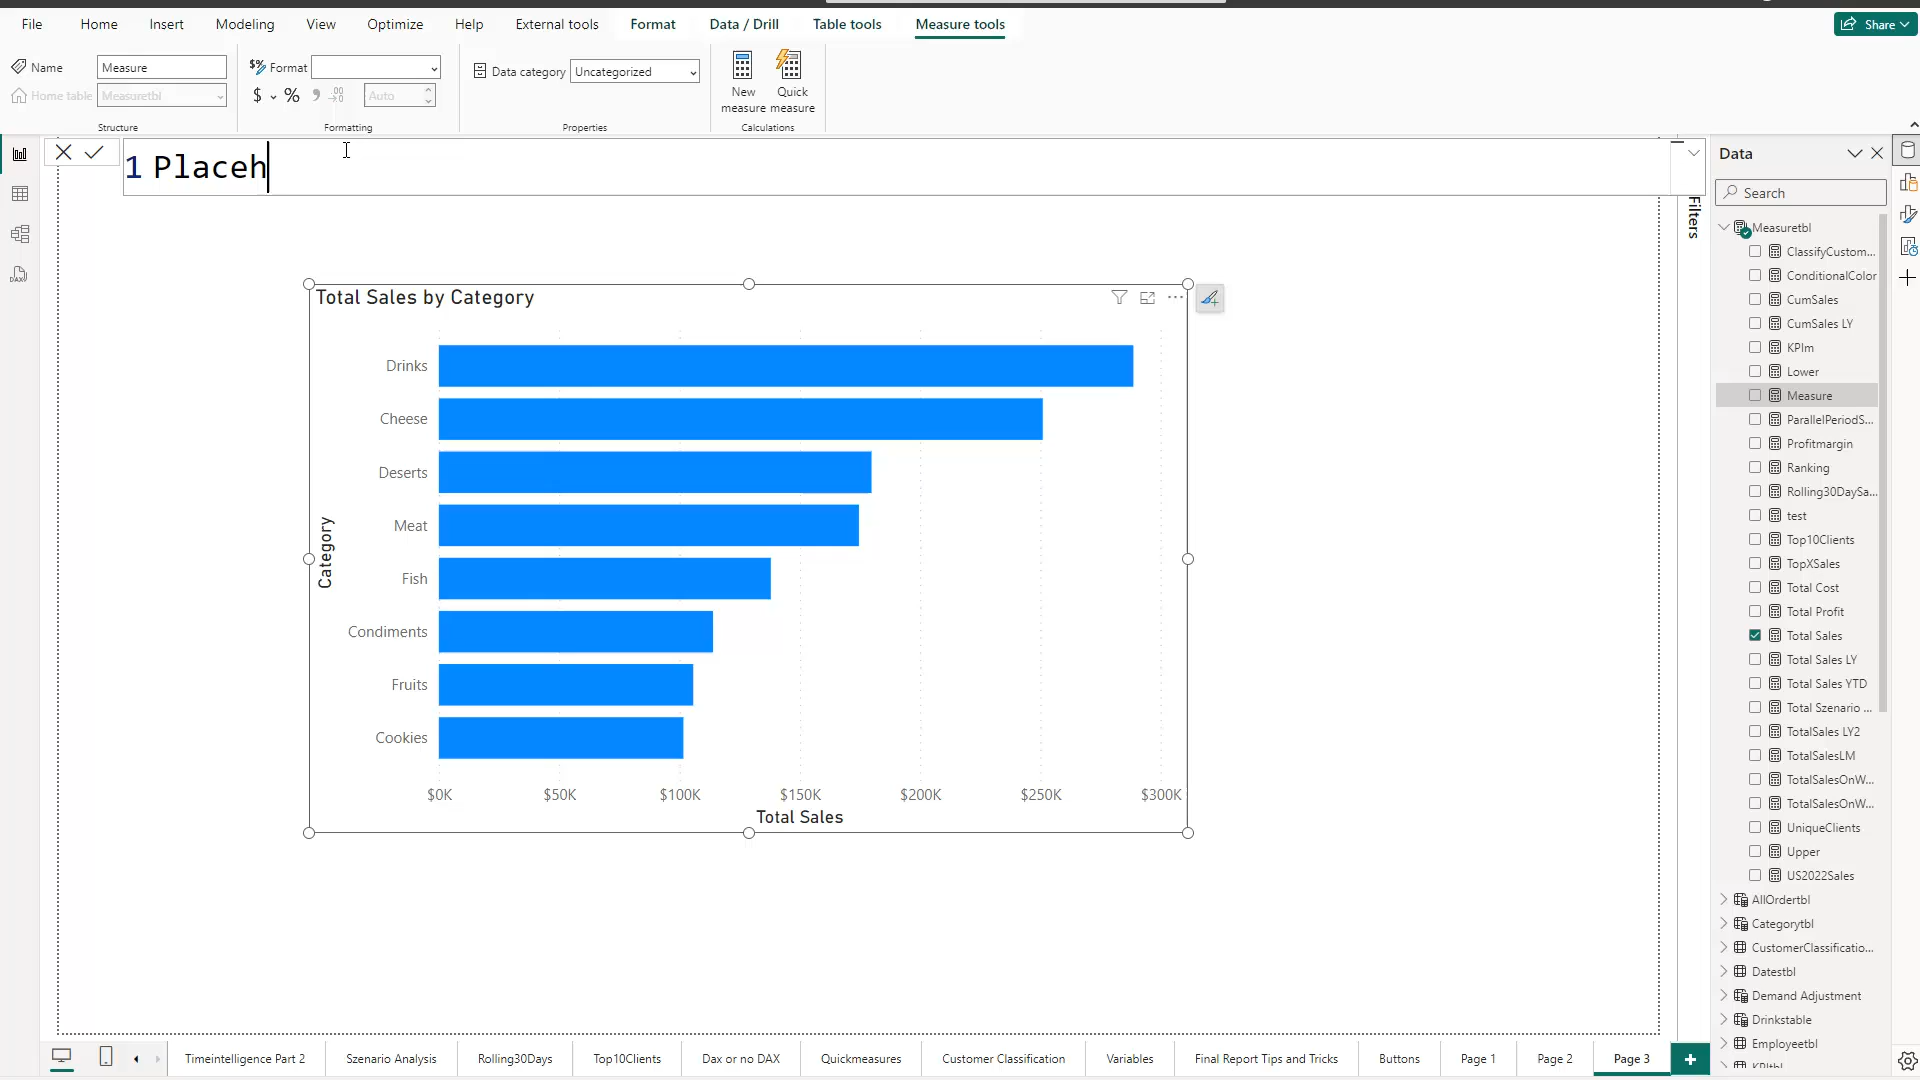 File Home Insert Modeling View Optimize Help External tools Format Data / Drill Table tools Measure tools
Share
Name Measure
Home table Measuretbl
Structure
$% Format
$ % Auto
Formatting
Data category Uncategorized
Properties
New measure
Quick measure
Calculations
1 Placeh
Filters
Total Sales by Category
Category
Drinks
Cheese
Deserts
Meat
Fish
Condiments
Fruits
Cookies
$0K $50K $100K $150K $200K $250K $300K
Total Sales
Data
Search
Measuretbl
ClassifyCustom...
ConditionalColor
CumSales
CumSales LY
KPIm
Lower
Measure
ParallelPeriodS...
Profitmargin
Ranking
Rolling30DaySa...
test
Top10Clients
TopXSales
Total Cost
Total Profit
Total Sales
Total Sales LY
Total Sales YTD
Total Szenario ...
TotalSales LY2
TotalSalesLM
TotalSalesOnW...
TotalSalesOnW...
UniqueClients
Upper
US2022Sales
AllOrdertbl
Categorytbl
CustomerClassificatio...
Datestbl
Demand Adjustment
Drinkstable
Employeetbl
KPItbl
DAX
Timeintelligence Part 2 Szenario Analysis Rolling30Days Top10Clients Dax or no DAX Quickmeasures Customer Classification Variables Final Report Tips and Tricks Buttons Page 1 Page 2 Page 3